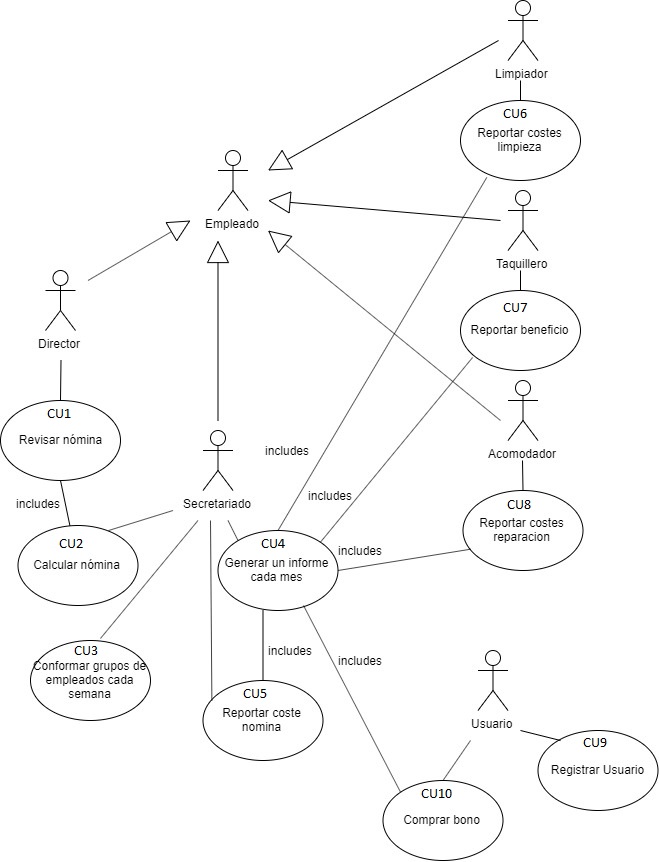 Limpiador
CU6
Reportar costes
limpieza
Empleado
Taquillero
CU7
Reportar beneficio
Director
CU1
Revisar nómina
Acomodador
includes
Secretariado
includes
includes
CU8
Reportar costes
reparacion
CU2
Calcular nómina
CU4
Generar un informe
cada mes
includes
CU3
Conformar grupos de
empleados cada
semana
includes
includes
CU5
Reportar coste
nomina
Usuario
CU9
Registrar Usuario
CU10
Comprar bono